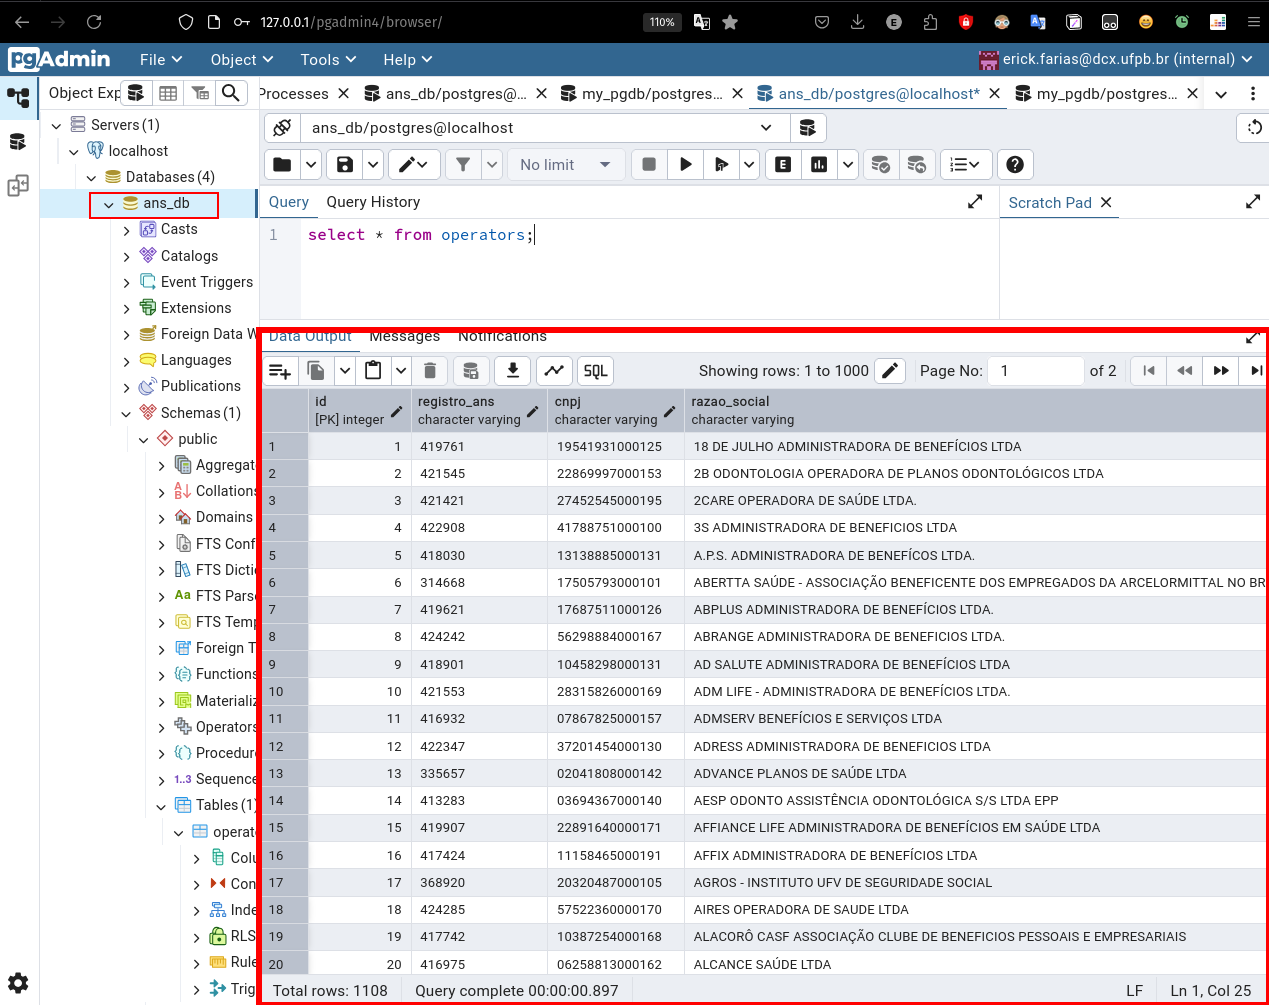 127.0.0.1/pgadmin4/browser/
110%
pgAdmin
File
Object
Tools
Help
erick.farias@dcx.ufpb.br (internal)
Object Exp
Processes
ans_db/postgres@...
my_pgdb/postgres...
ans_db/postgres@localhost*
my_pgdb/postgres...
ans_db/postgres@localhost
No limit
E
Query
Query History
Scratch Pad
1
select * from operators;
Servers (1)
localhost
Databases (4)
ans_db
Casts
Catalogs
Event Triggers
Extensions
Foreign Data W
Languages
Publications
Schemas (1)
public
Aggregat
Collations
Domains
FTS Conf
FTS Dictio
FTS Parse
FTS Temp
Foreign T
Functions
Materializ
Operators
Procedur
1..3 Sequence
Tables (1)
operat
Colu
Con
Inde
RLS
Rule
Trig
Data Output
Messages
Notifications
SQL
Showing rows: 1 to 1000
Page No:
1
of 2
id
[PK] integer
registro_ans
character varying
cnpj
character varying
razao_social
character varying
1 1 419761 19541931000125 18 DE JULHO ADMINISTRADORA DE BENEFÍCIOS LTDA
2 2 421545 22869997000153 2B ODONTOLOGIA OPERADORA DE PLANOS ODONTOLÓGICOS LTDA
3 3 421421 27452545000195 2CARE OPERADORA DE SAÚDE LTDA.
4 4 422908 41788751000100 3S ADMINISTRADORA DE BENEFICIOS LTDA
5 5 418030 13138885000131 A.P.S. ADMINISTRADORA DE BENEFÍCOS LTDA.
6 6 314668 17505793000101 ABERTTA SAÚDE - ASSOCIAÇÃO BENEFICENTE DOS EMPREGADOS DA ARCELORMITTAL NO BR
7 7 419621 17687511000126 ABPLUS ADMINISTRADORA DE BENEFÍCIOS LTDA.
8 8 424242 56298884000167 ABRANGE ADMINISTRADORA DE BENEFICIOS LTDA.
9 9 418901 10458298000131 AD SALUTE ADMINISTRADORA DE BENEFÍCIOS LTDA
10 10 421553 28315826000169 ADM LIFE - ADMINISTRADORA DE BENEFÍCIOS LTDA.
11 11 416932 07867825000157 ADMSERV BENEFÍCIOS E SERVIÇOS LTDA
12 12 422347 37201454000130 ADRESS ADMINISTRADORA DE BENEFICIOS LTDA
13 13 335657 02041808000142 ADVANCE PLANOS DE SAÚDE LTDA
14 14 413283 03694367000140 AESP ODONTO ASSISTÊNCIA ODONTOLÓGICA S/S LTDA EPP
15 15 419907 22891640000171 AFFIANCE LIFE ADMINISTRADORA DE BENEFÍCIOS EM SAÚDE LTDA
16 16 417424 11158465000191 AFFIX ADMINISTRADORA DE BENEFÍCIOS LTDA
17 17 368920 20320487000105 AGROS - INSTITUTO UFV DE SEGURIDADE SOCIAL
18 18 424285 57522360000170 AIRES OPERADORA DE SAUDE LTDA
19 19 417742 10387254000168 ALACORÔ CASF ASSOCIAÇÃO CLUBE DE BENEFICIOS PESSOAIS E EMPRESARIAIS
20 20 416975 06258813000162 ALCANCE SAÚDE LTDA
Total rows: 1108
Query complete 00:00:00.897
LF
Ln 1, Col 25